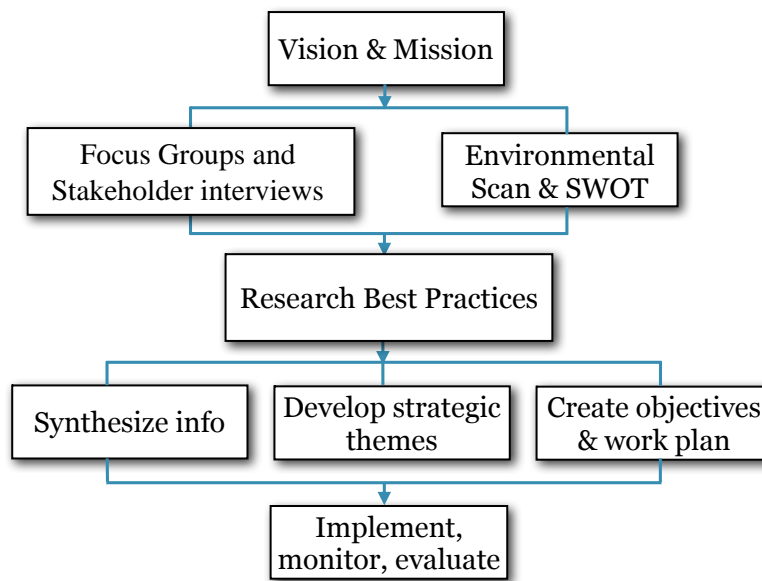 Vision & Mission
Focus Groups and
Stakeholder interviews
Environmental
Scan & SWOT
Research Best Practices
Synthesize info
Develop strategic
themes
Create objectives
& work plan
Implement,
monitor, evaluate